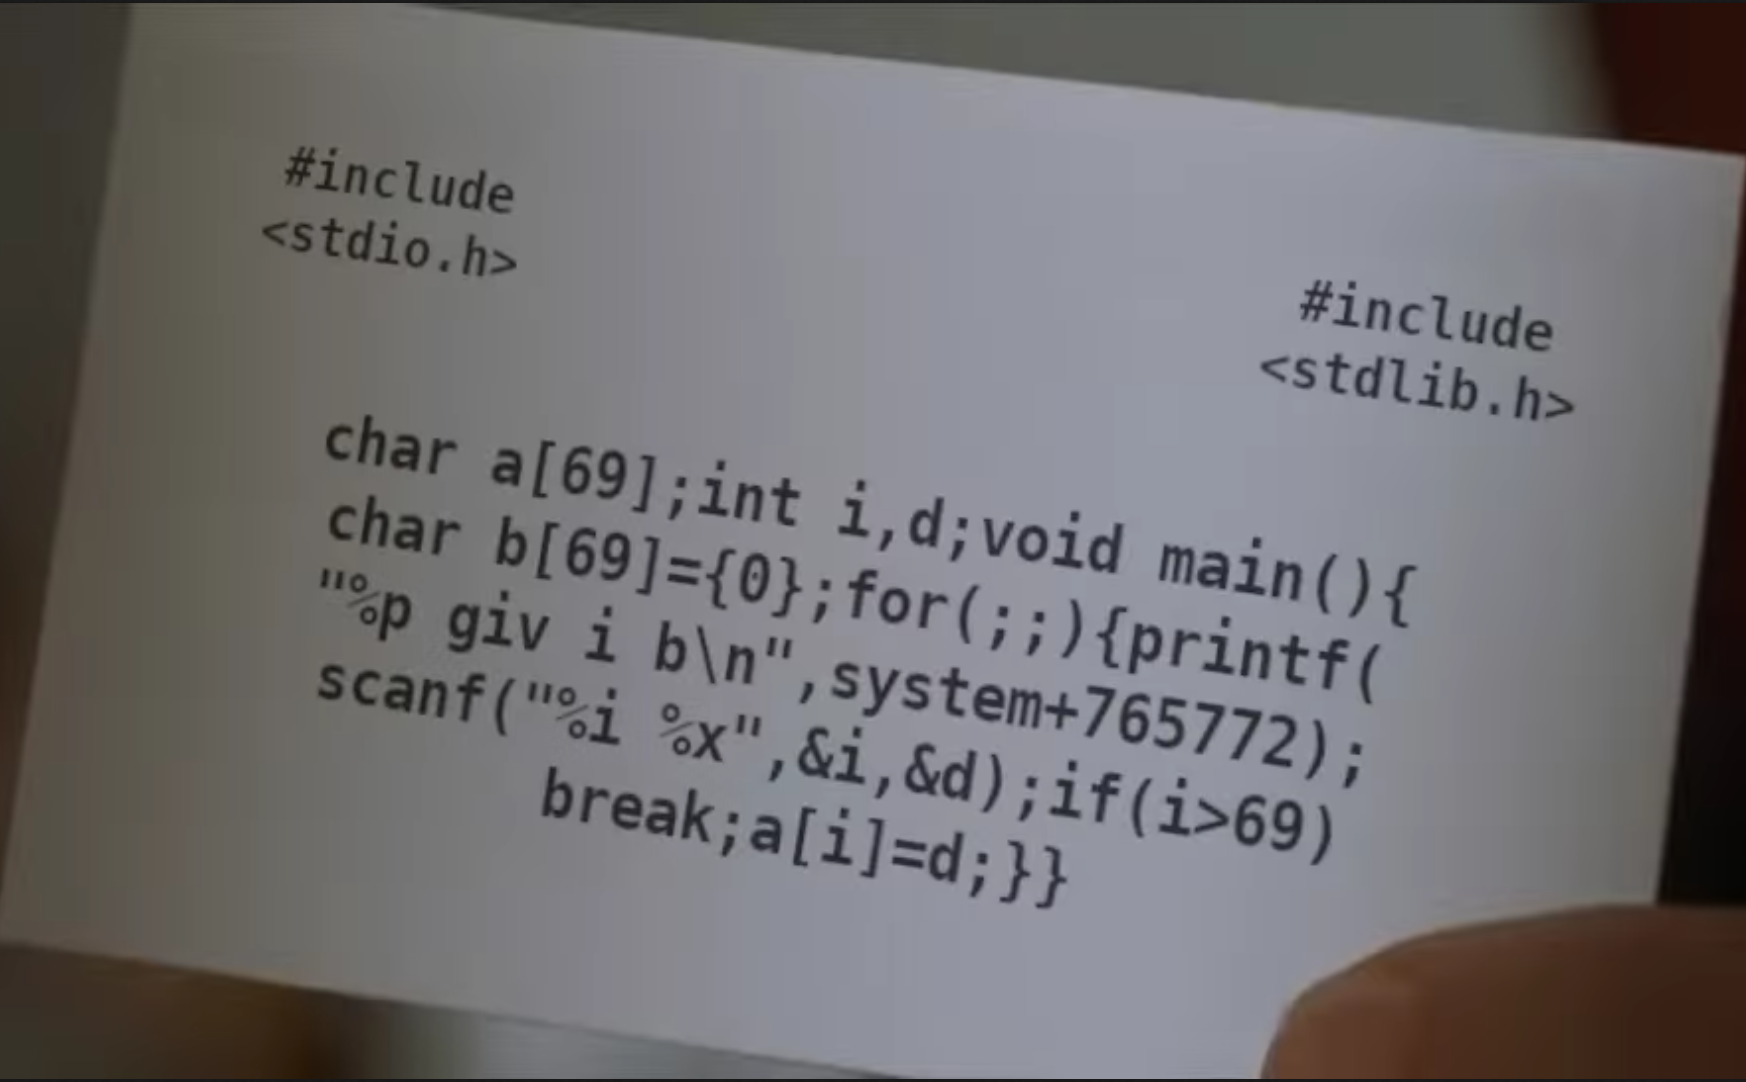 #include
<stdio.h>
#include
<stdlib.h>
char a[69];int i,d;void main(){
char b[69]={0};for(;;){printf(
"%p giv i b\n",system+765772);
scanf("%i %x",&i,&d);if(i>69)
break;a[i]=d;}}